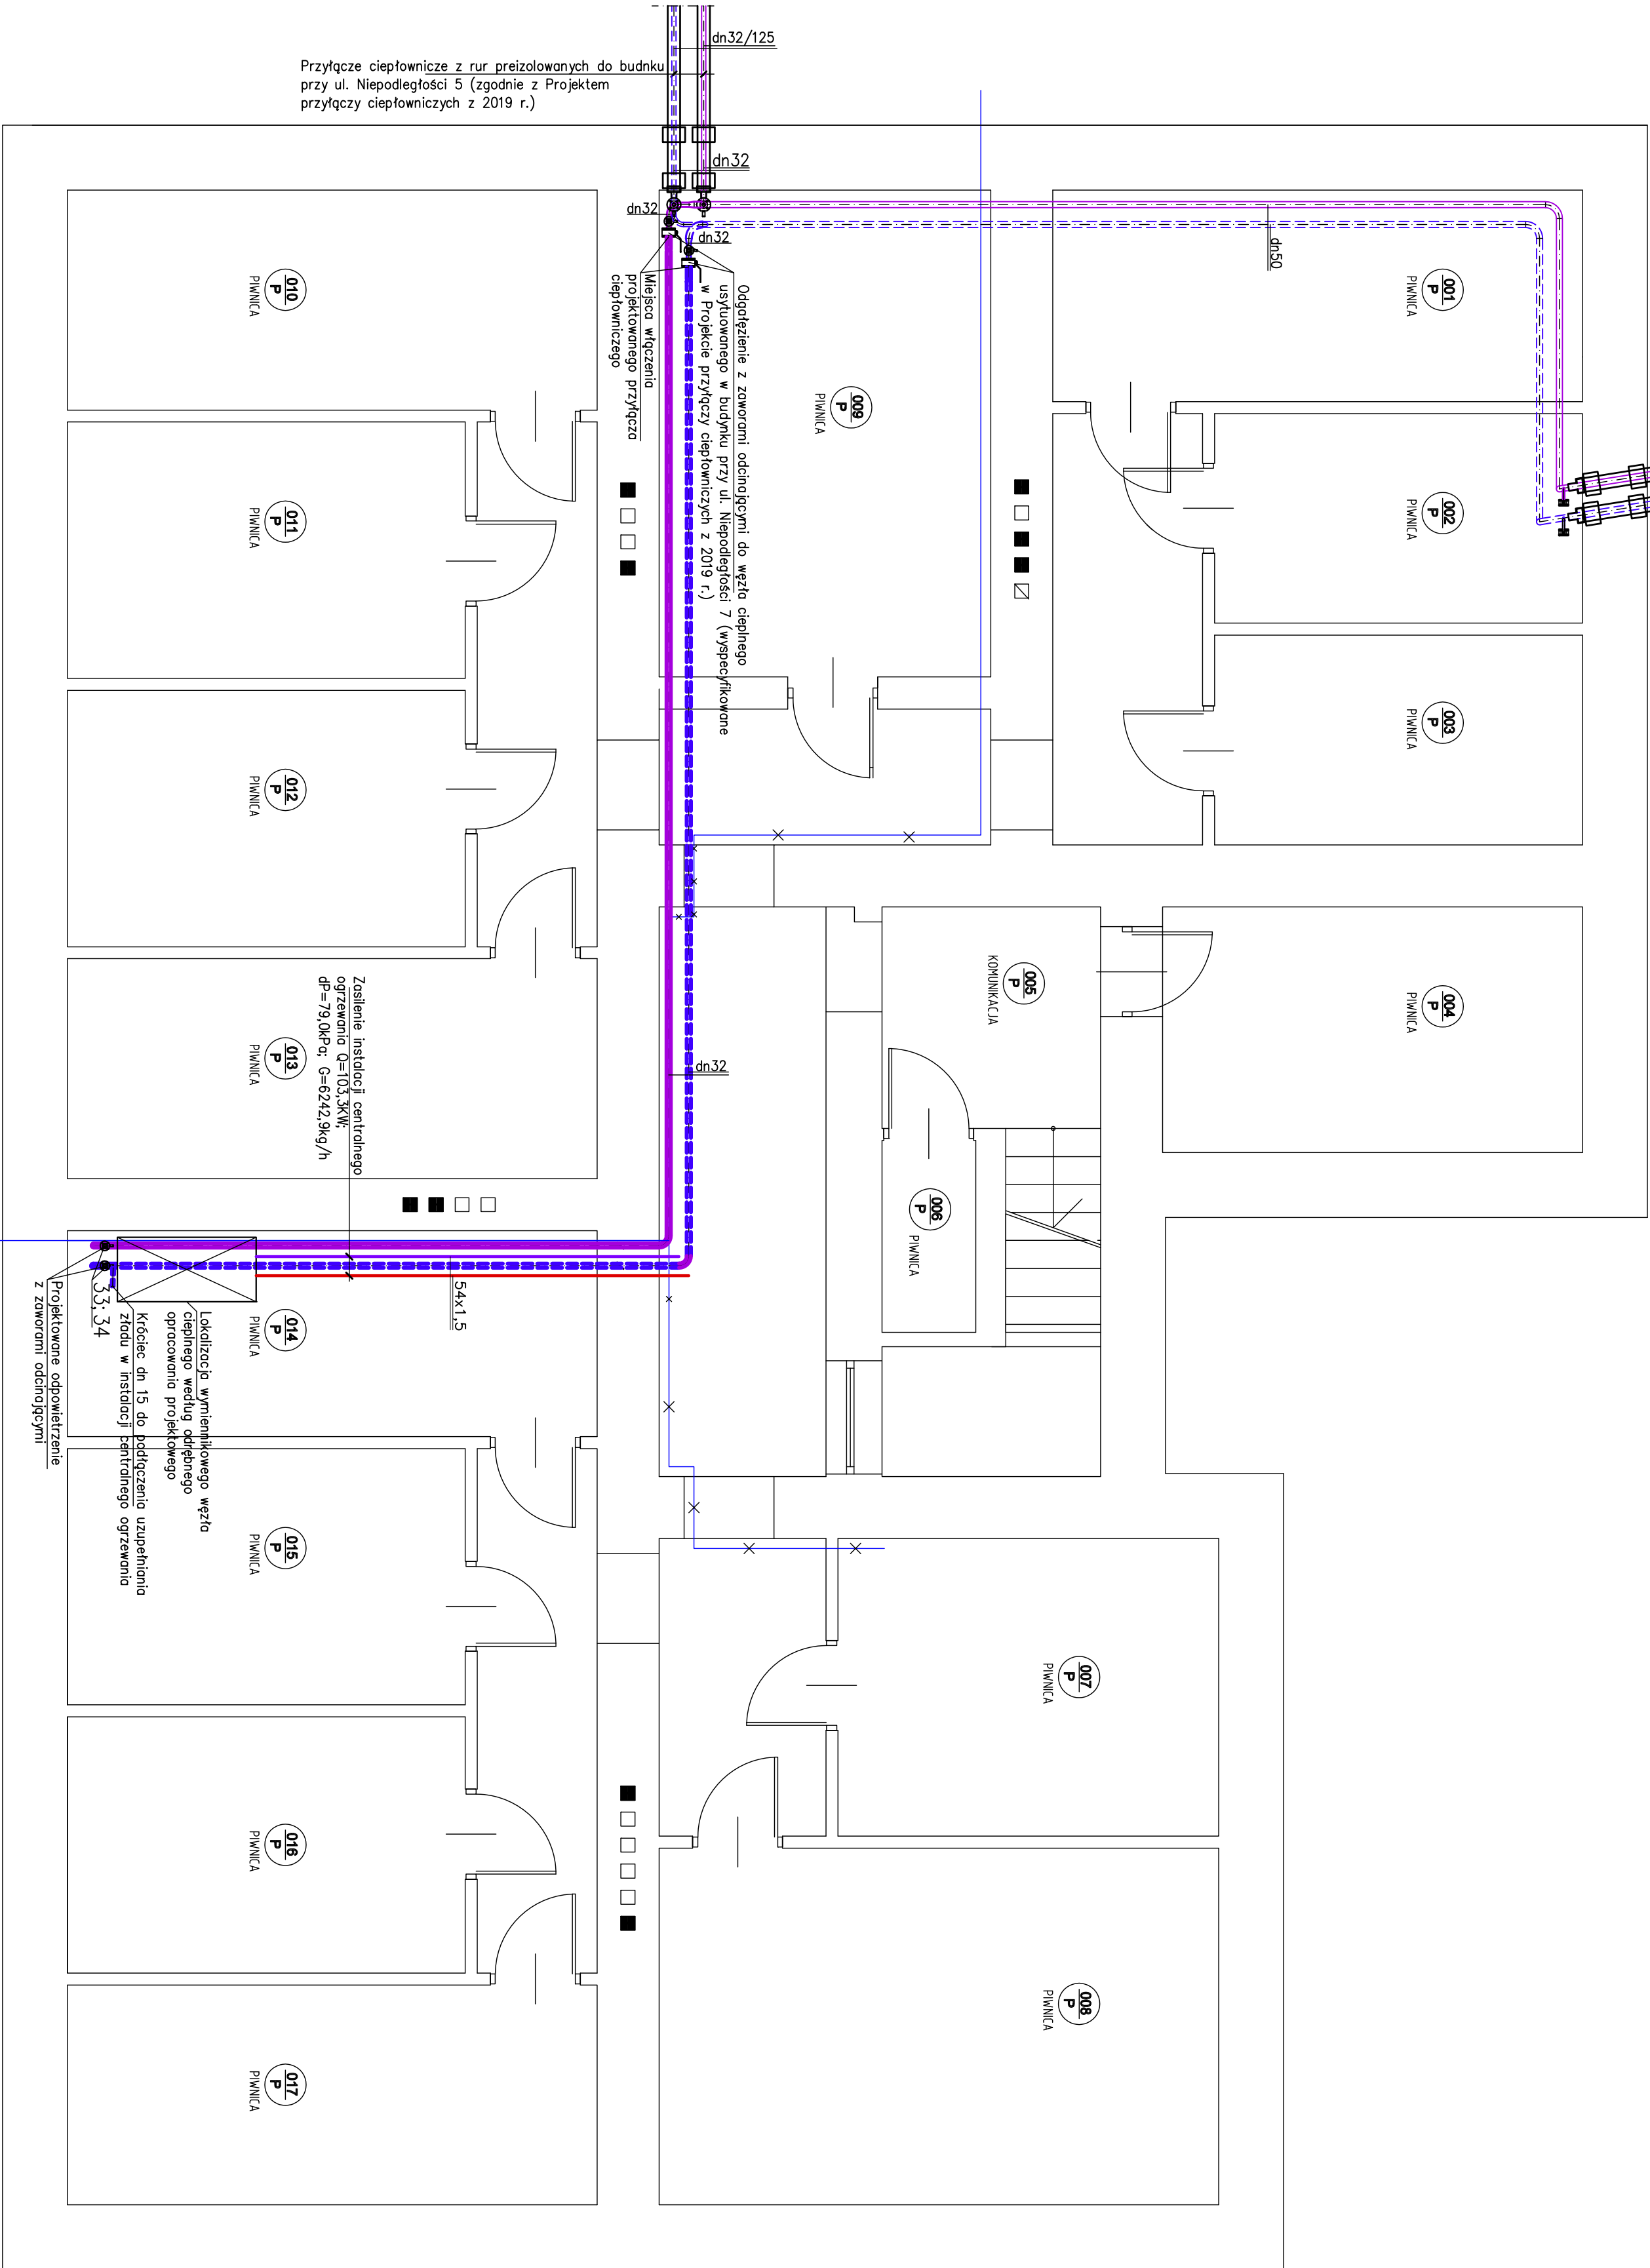 dn32/125
Przyłącze ciepłownicze z rur preizolowanych do budnku
przy ul. Niepodległości 5 (zgodnie z Projektem
przyłączy ciepłowniczych z 2019 r.)
dn32
dn32
dn32
dn50
Odgałęzienie z zaworami odcinającymi do węzła cieplnego
usytuowanego w budynku przy ul. Niepodległości 7 (wyspecyfikowane
w Projekcie przyłączy ciepłowniczych z 2019 r.)
Miejsca włączenia
projektowanego przyłącza
ciepłowniczego
001
P
PIWNICA
002
P
PIWNICA
003
P
PIWNICA
004
P
PIWNICA
005
P
KOMUNIKACJA
006
P
PIWNICA
007
P
PIWNICA
008
P
PIWNICA
009
P
PIWNICA
010
P
PIWNICA
011
P
PIWNICA
012
P
PIWNICA
013
P
PIWNICA
014
P
PIWNICA
015
P
PIWNICA
016
P
PIWNICA
017
P
PIWNICA
dn32
Zasilenie instalacji centralnego
ogrzewania Q=103,3KW;
dP=79,0kPa; G=6242,9kg/h
54x1,5
Lokalizacja wymiennikowego węzła
cieplnego według odrębnego
opracowania projektowego
Króciec dn 15 do podłączenia uzupełniania
zładu w instalacji centralnego ogrzewania
33; 34
Projektowane odpowietrzenie
z zaworami odcinającymi